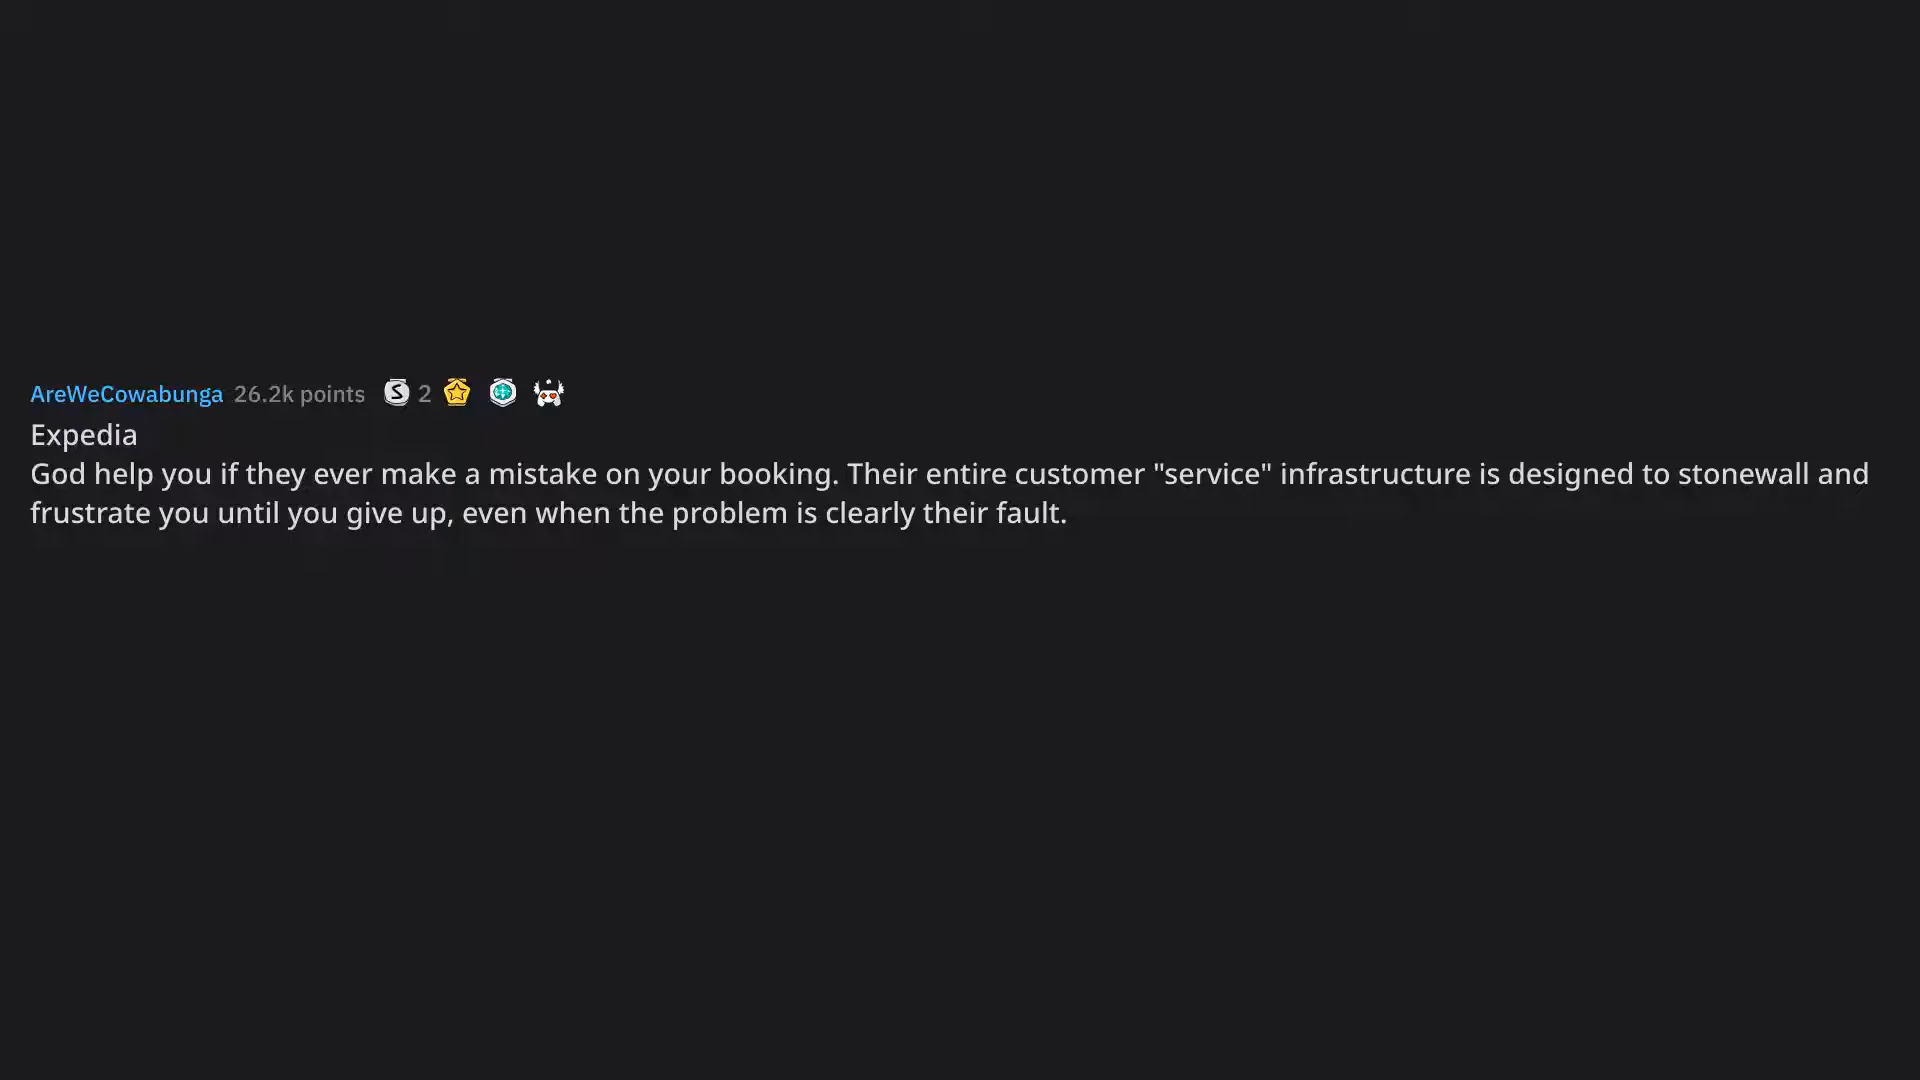 AreWeCowabunga 26.2k points 2
Expedia
God help you if they ever make a mistake on your booking. Their entire customer "service" infrastructure is designed to stonewall and
frustrate you until you give up, even when the problem is clearly their fault.